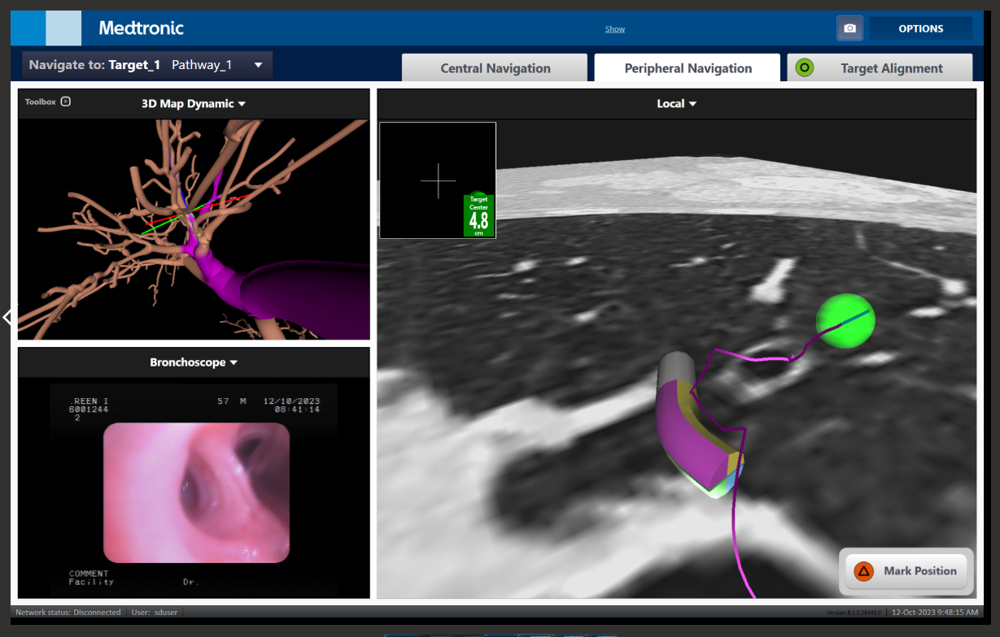 Medtronic
Show
OPTIONS
Navigate to: Target_1 Pathway_1
Central Navigation
Peripheral Navigation
Target Alignment
Toolbox
3D Map Dynamic
Local
Target
Center
4.8
cm
Bronchoscope
.REEN I 57 M 12/10/2023
6001244 08:41:14
2
COMMENT
Facility Dr.
Mark Position
Network status: Disconnected User: sduser
12-Oct-2023 9:48:15 AM